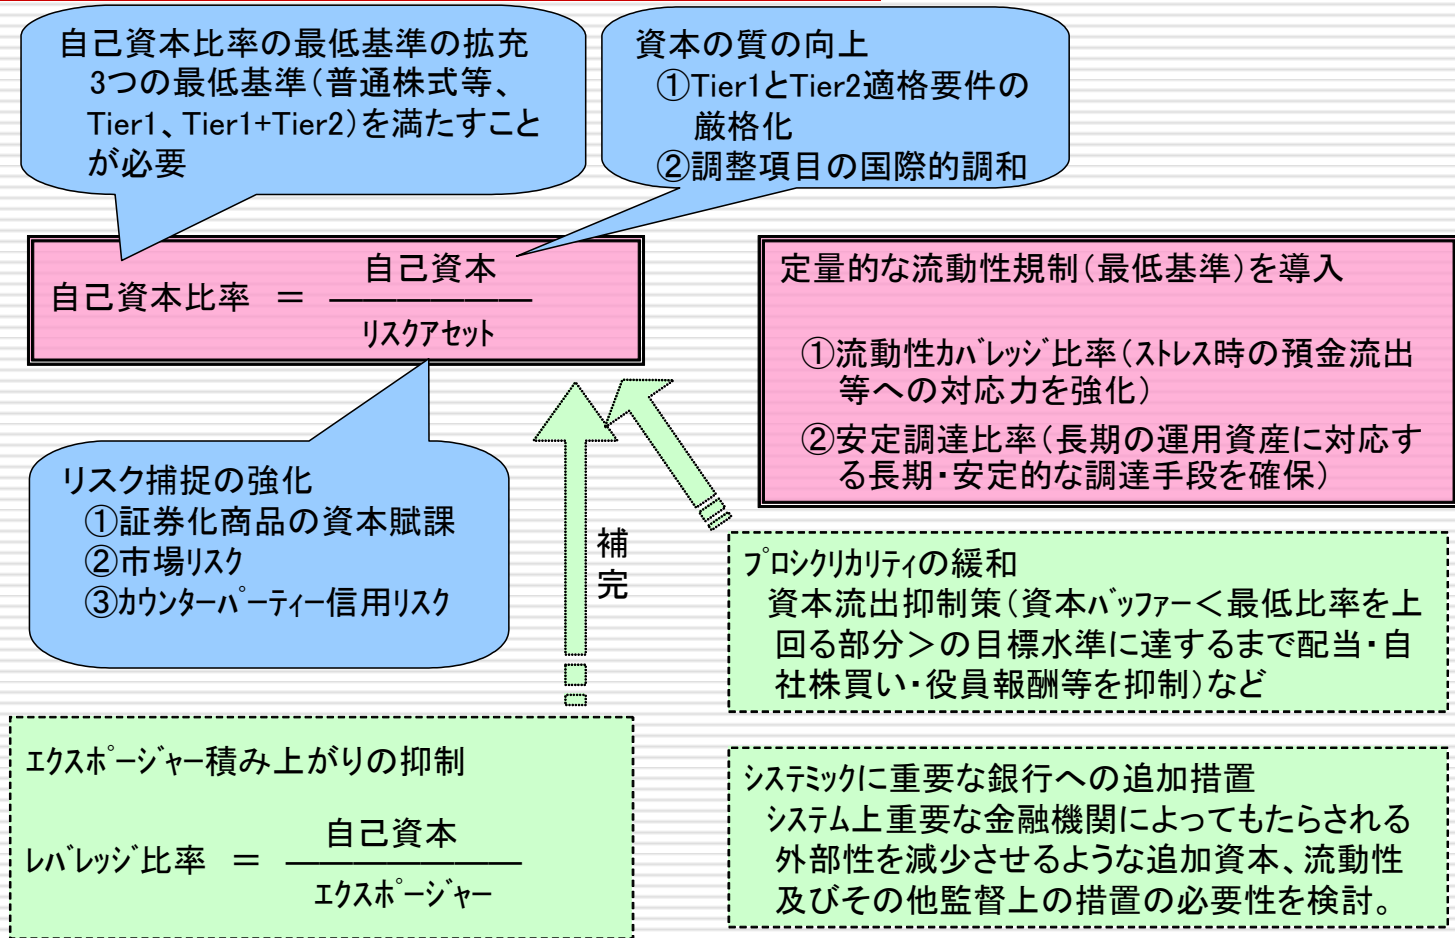 自己資本比率の最低基準の拡充
3つの最低基準（普通株式等、
Tier1、Tier1+Tier2）を満たすこと
が必要
資本の質の向上
①Tier1とTier2適格要件の
厳格化
②調整項目の国際的調和
自己資本比率 ＝ 自己資本
リスクアセット
定量的な流動性規制（最低基準）を導入
①流動性ｶﾊﾞﾚｯｼﾞ比率（ｽﾄﾚｽ時の預金流出
等への対応力を強化）
②安定調達比率（長期の運用資産に対応す
る長期・安定的な調達手段を確保）
リスク捕捉の強化
①証券化商品の資本賦課
②市場リスク
③ｶｳﾝﾀｰﾊﾟｰﾃｨｰ信用リスク
補
完
ﾌﾟﾛｼｸﾘｶﾘﾃｨの緩和
資本流出抑制策（資本ﾊﾞｯﾌｧｰ＜最低比率を上
回る部分＞の目標水準に達するまで配当・自
社株買い・役員報酬等を抑制）など
ｴｸｽﾎﾟｰｼﾞｬｰ積み上がりの抑制
ﾚﾊﾞﾚｯｼﾞ比率 ＝ 自己資本
ｴｸｽﾎﾟｰｼﾞｬｰ
ｼｽﾃﾐｯｸに重要な銀行への追加措置
ｼｽﾃﾑ上重要な金融機関によってもたらされる
外部性を減少させるような追加資本、流動性
及びその他監督上の措置の必要性を検討。